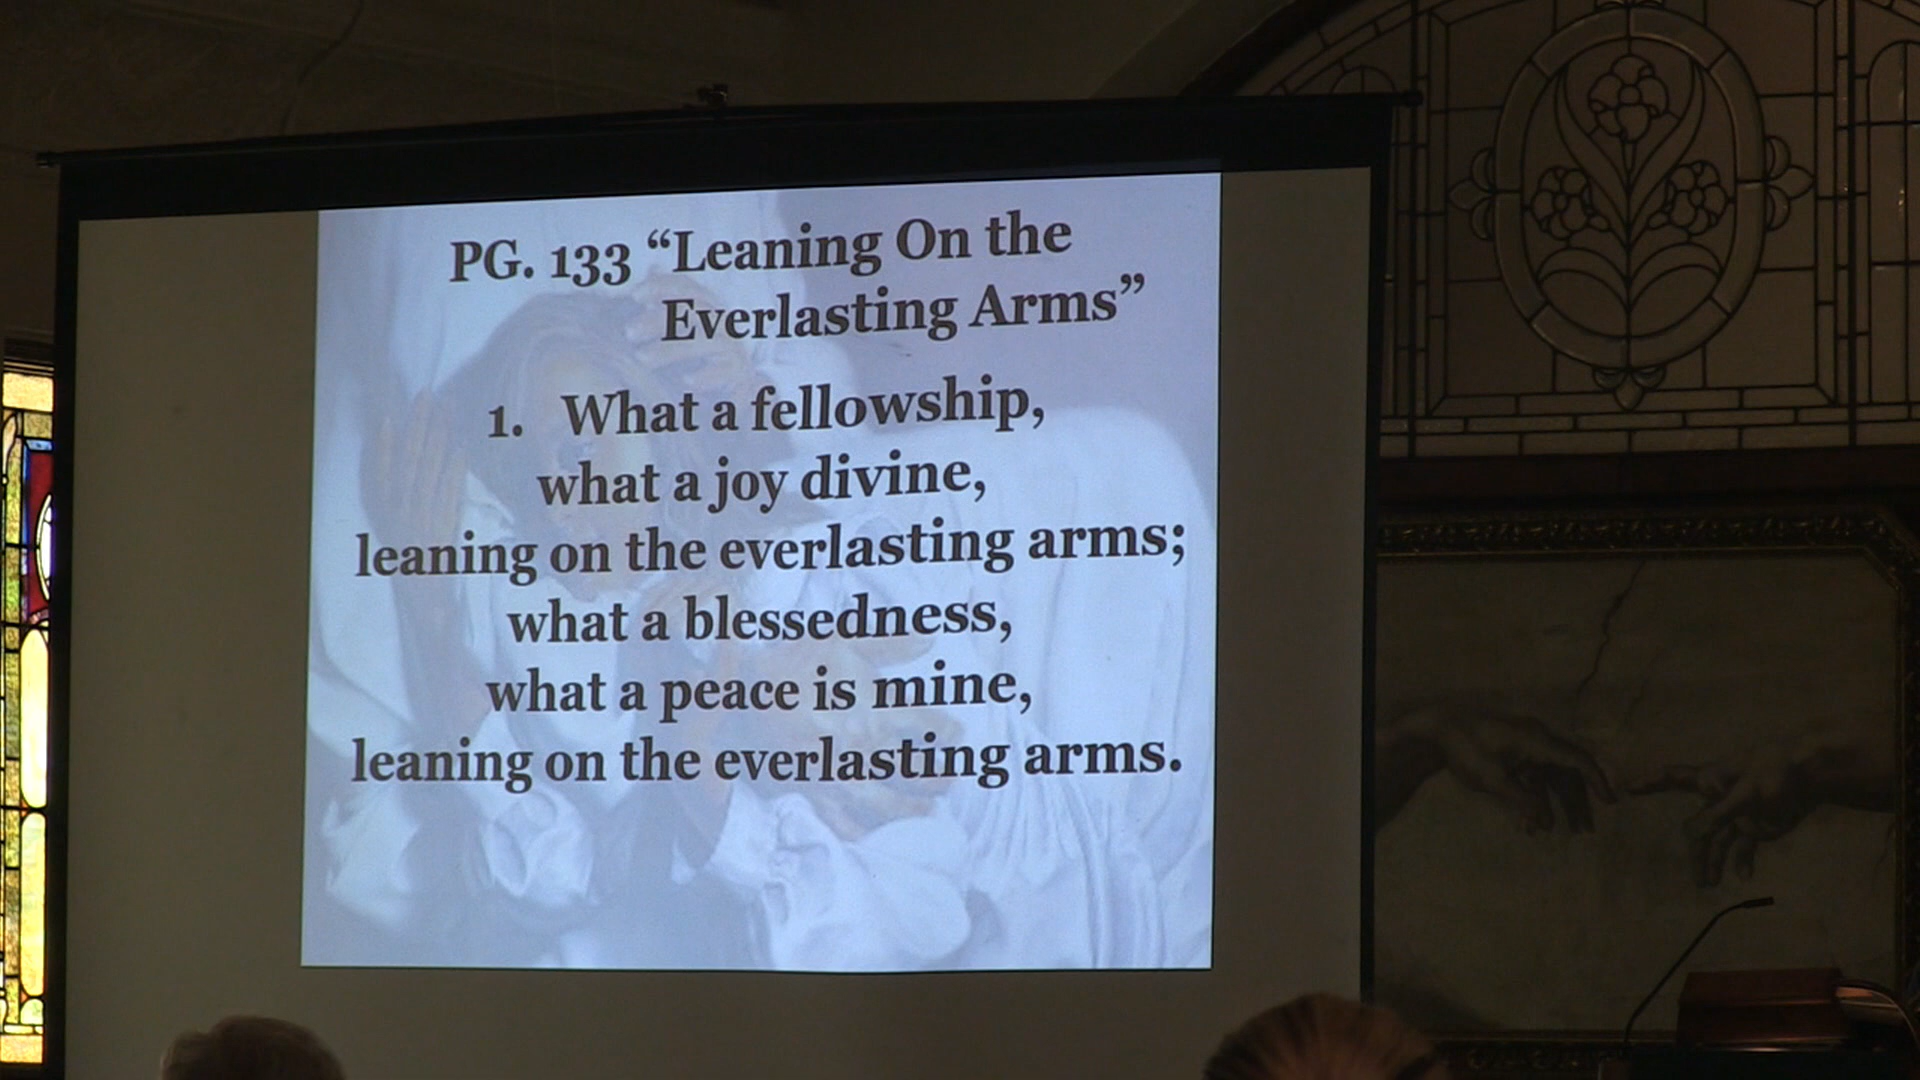 PG. 133 “Leaning On the
Everlasting Arms”
1. What a fellowship,
what a joy divine,
leaning on the everlasting arms;
what a blessedness,
what a peace is mine,
leaning on the everlasting arms.